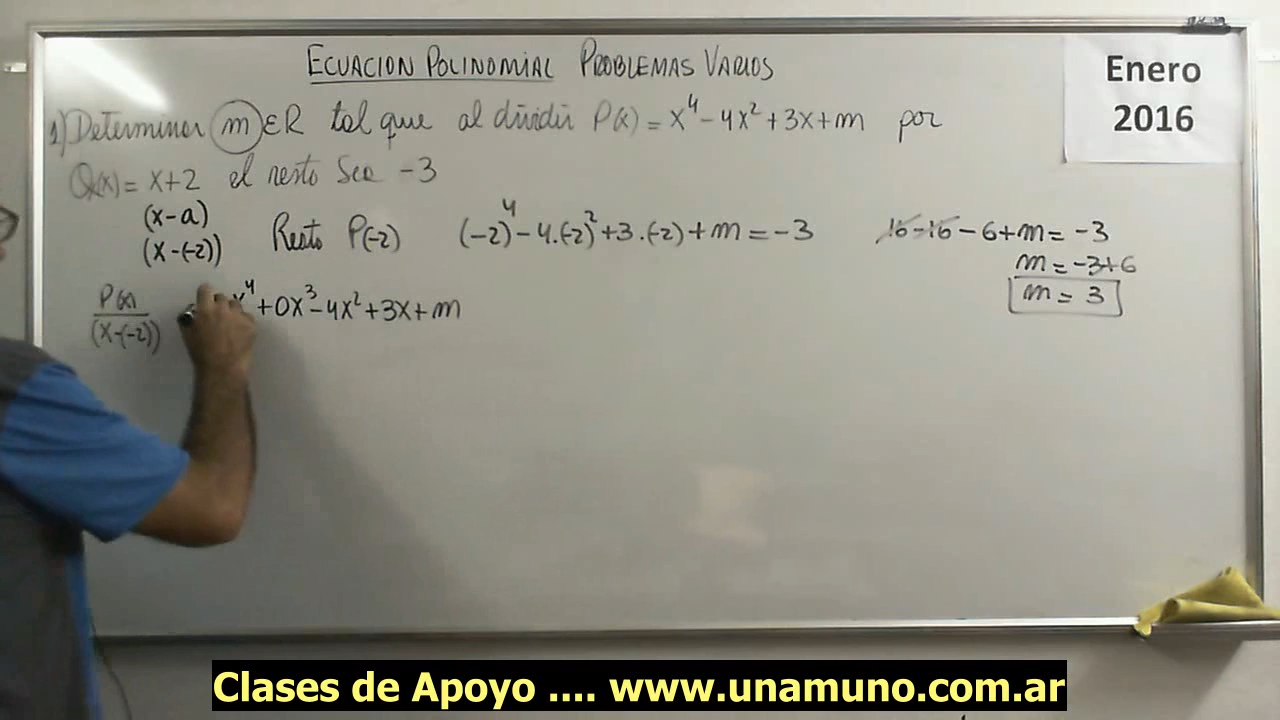 ECUACION POLINOMIAL PROBLEMAS VARIOS
Enero
2016
1) Determinar m ∈ R tal que al dividir P(x) = x⁴ - 4x² + 3x + m por
Q(x) = x+2 el resto sea -3
(x-a)
(x-(-2))
Resto P(-2) (-2)⁴ - 4.(-2)² + 3.(-2) + m = -3
16-16-6+m = -3
m = -3+6
m = 3
P(x)
(x-(-2))
x⁴ + 0x³ - 4x² + 3x + m
Clases de Apoyo .... www.unamuno.com.ar